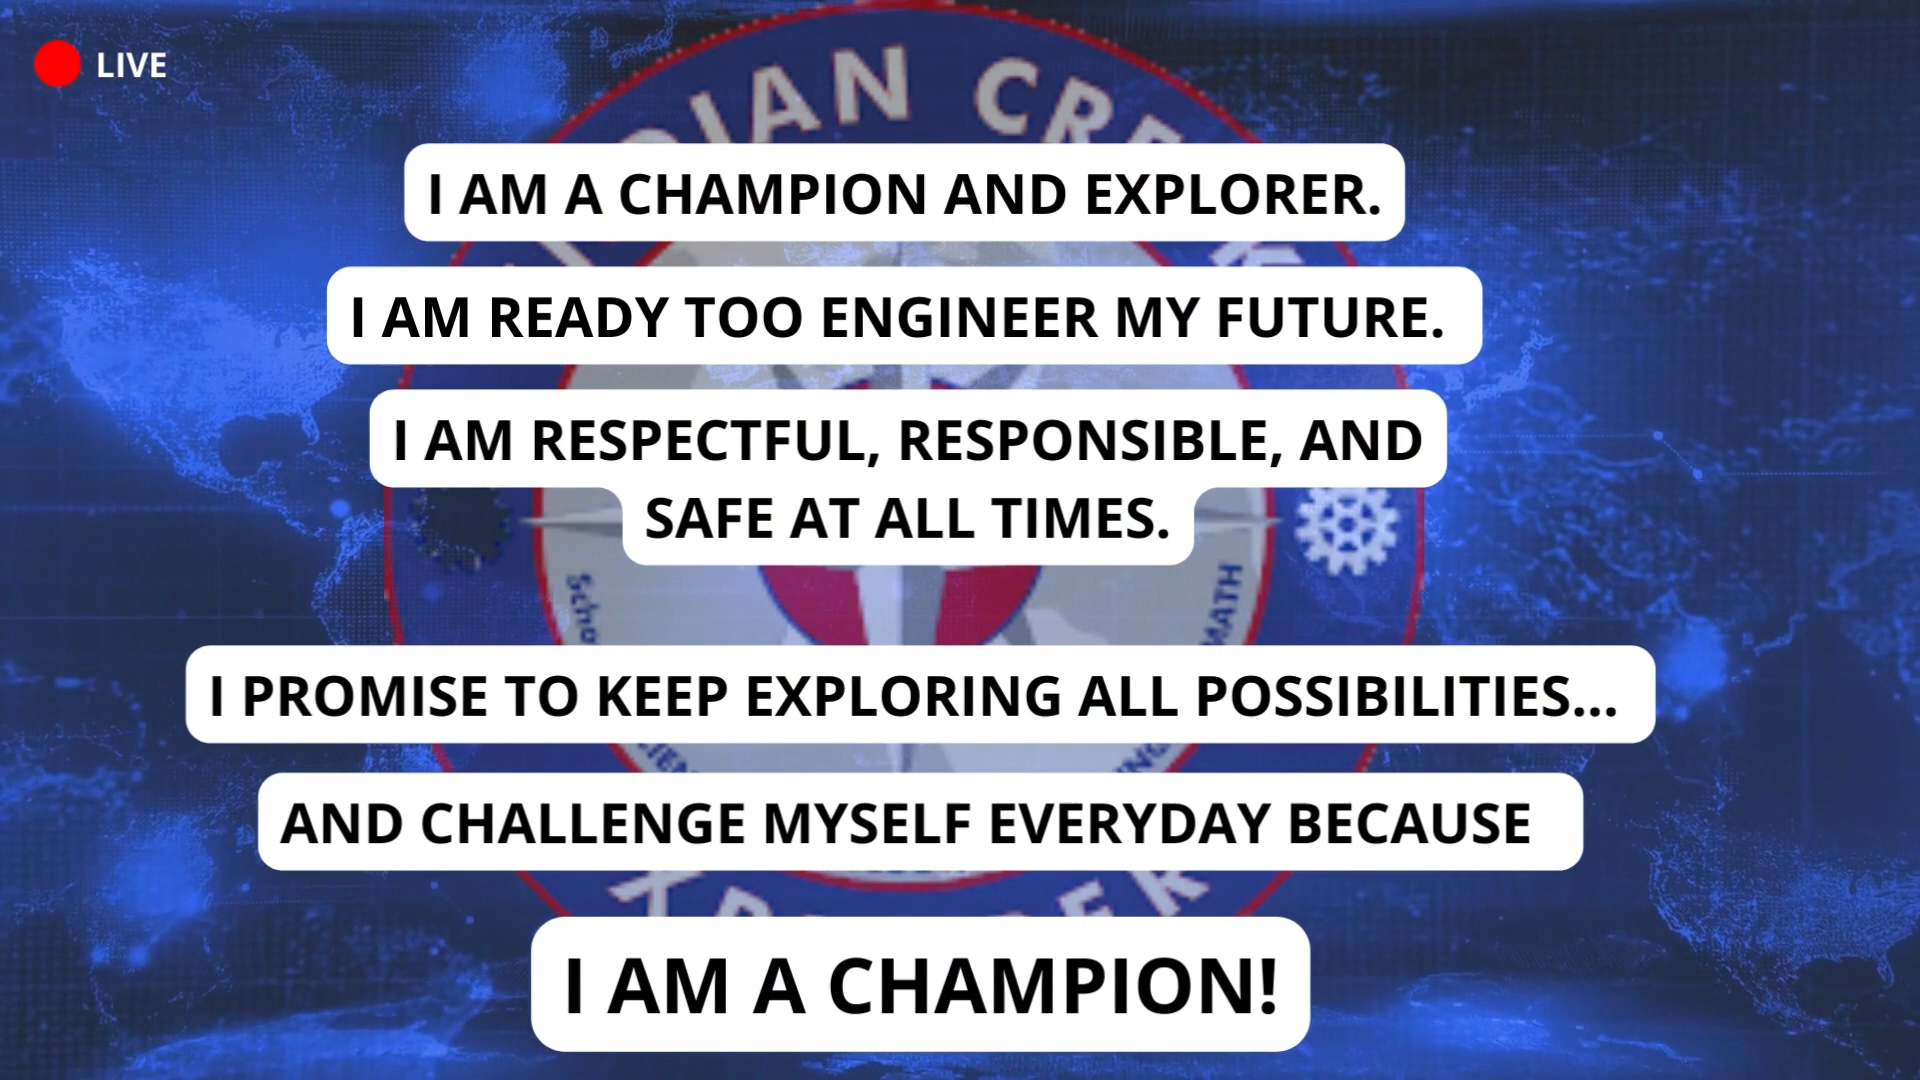 LIVE
I AM A CHAMPION AND EXPLORER.
I AM READY TOO ENGINEER MY FUTURE.
I AM RESPECTFUL, RESPONSIBLE, AND
SAFE AT ALL TIMES.
MATH
I PROMISE TO KEEP EXPLORING ALL POSSIBILITIES...
AND CHALLENGE MYSELF EVERYDAY BECAUSE
I AM A CHAMPION!